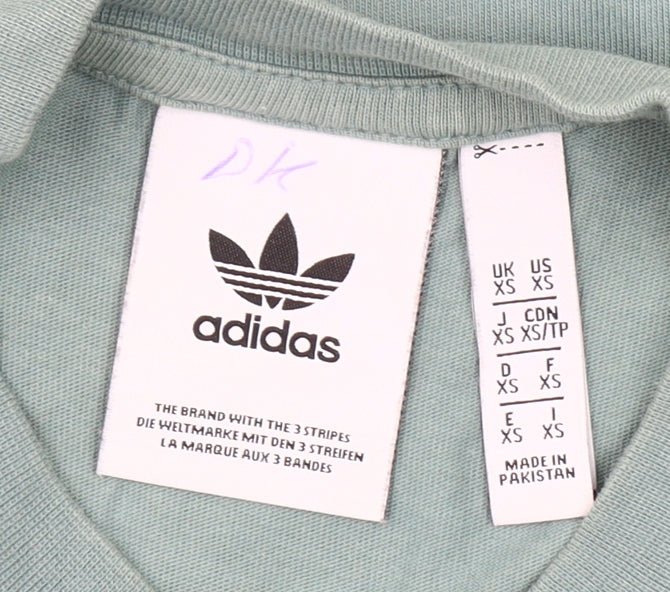 DK
adidas
THE BRAND WITH THE 3 STRIPES
DIE WELTMARKE MIT DEN 3 STREIFEN
LA MARQUE AUX 3 BANDES
UK US
XS XS
J CDN
XS XS/TP
D F
XS XS
E I
XS XS
MADE IN
PAKISTAN